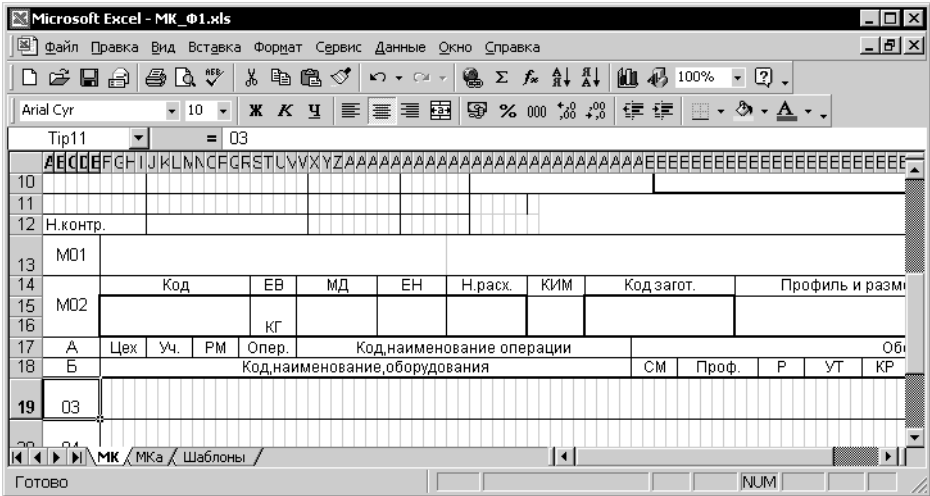 Microsoft Excel - МК_Ф1.xls
Файл Правка Вид Вставка Формат Сервис Данные Окно Справка
100%
Arial Cyr 10 Ж К Ч % 000
Tip11 = 03
10
11
12 Н.контр.
13 М01
14 Код ЕВ МД ЕН Н.расх. КИМ Код загот. Профиль и разм
15 М02
16 КГ
17 А Цех Уч. РМ Опер. Код,наименование операции Об
18 Б Код,наименование,оборудования СМ Проф. Р УТ КР
19 03
20 04
МК МКа Шаблоны
Готово NUM